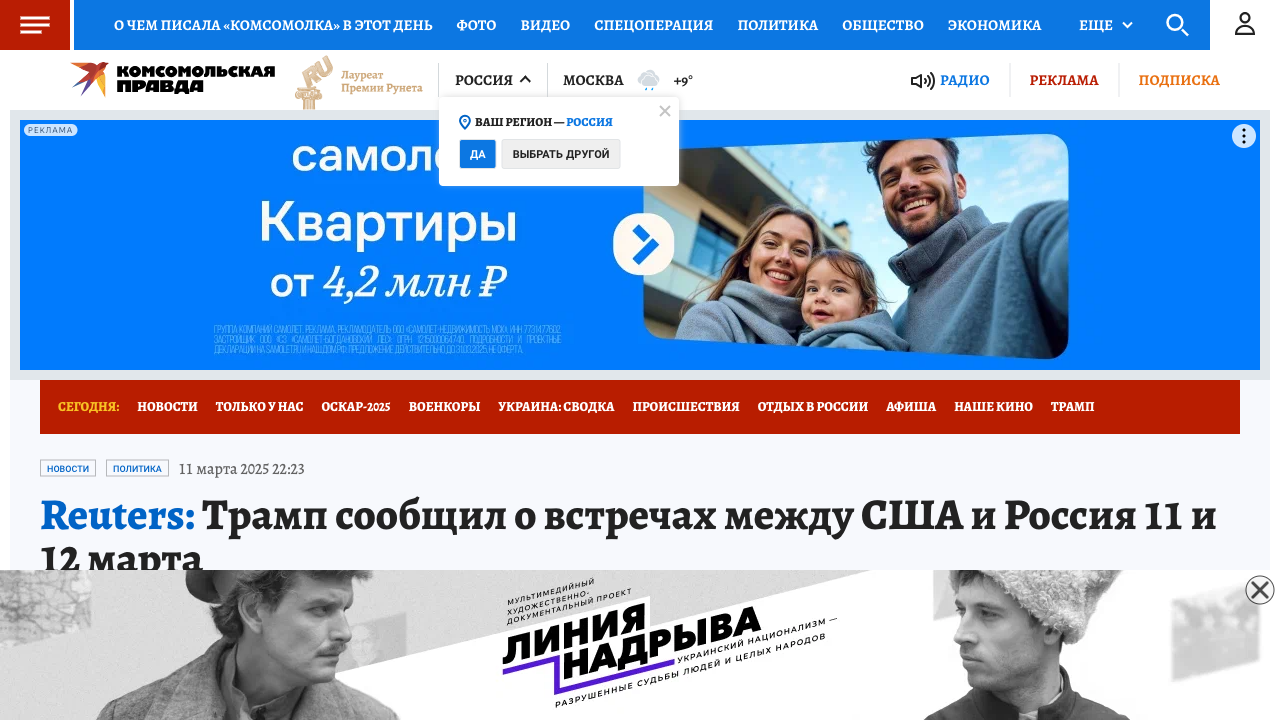 О ЧЕМ ПИСАЛА «КОМСОМОЛКА» В ЭТОТ ДЕНЬ ФОТО ВИДЕО СПЕЦОПЕРАЦИЯ ПОЛИТИКА ОБЩЕСТВО ЭКОНОМИКА ЕЩЕ
КОМСОМОЛЬСКАЯ
ПРАВДА
.RU
Лауреат
Премии Рунета
РОССИЯ МОСКВА +9° РАДИО РЕКЛАМА ПОДПИСКА
ВАШ РЕГИОН — РОССИЯ
ДА ВЫБРАТЬ ДРУГОЙ
РЕКЛАМА
самоле
Квартиры
от 4,2 млн ₽
СЕГОДНЯ: НОВОСТИ ТОЛЬКО У НАС ОСКАР-2025 ВОЕНКОРЫ УКРАИНА: СВОДКА ПРОИСШЕСТВИЯ ОТДЫХ В РОССИИ АФИША НАШЕ КИНО ТРАМП
НОВОСТИ ПОЛИТИКА 11 марта 2025 22:23
Reuters: Трамп сообщил о встречах между США и Россия 11 и
12 марта
МУЛЬТИМЕДИЙНЫЙ
ХУДОЖЕСТВЕННО-
ДОКУМЕНТАЛЬНЫЙ ПРОЕКТ
ЛИНИЯ
НАДРЫВА
УКРАИНСКИЙ НАЦИОНАЛИЗМ —
РАЗРУШЕННЫЕ СУДЬБЫ ЛЮДЕЙ И ЦЕЛЫХ НАРОДОВ